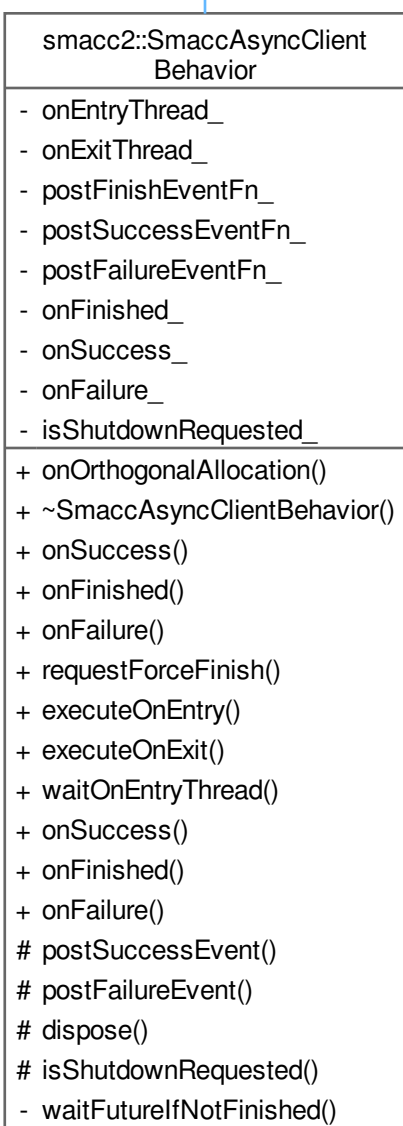 smacc2::SmaccAsyncClient
Behavior
- onEntryThread_
- onExitThread_
- postFinishEventFn_
- postSuccessEventFn_
- postFailureEventFn_
- onFinished_
- onSuccess_
- onFailure_
- isShutdownRequested_
+ onOrthogonalAllocation()
+ ~SmaccAsyncClientBehavior()
+ onSuccess()
+ onFinished()
+ onFailure()
+ requestForceFinish()
+ executeOnEntry()
+ executeOnExit()
+ waitOnEntryThread()
+ onSuccess()
+ onFinished()
+ onFailure()
# postSuccessEvent()
# postFailureEvent()
# dispose()
# isShutdownRequested()
- waitFutureIfNotFinished()